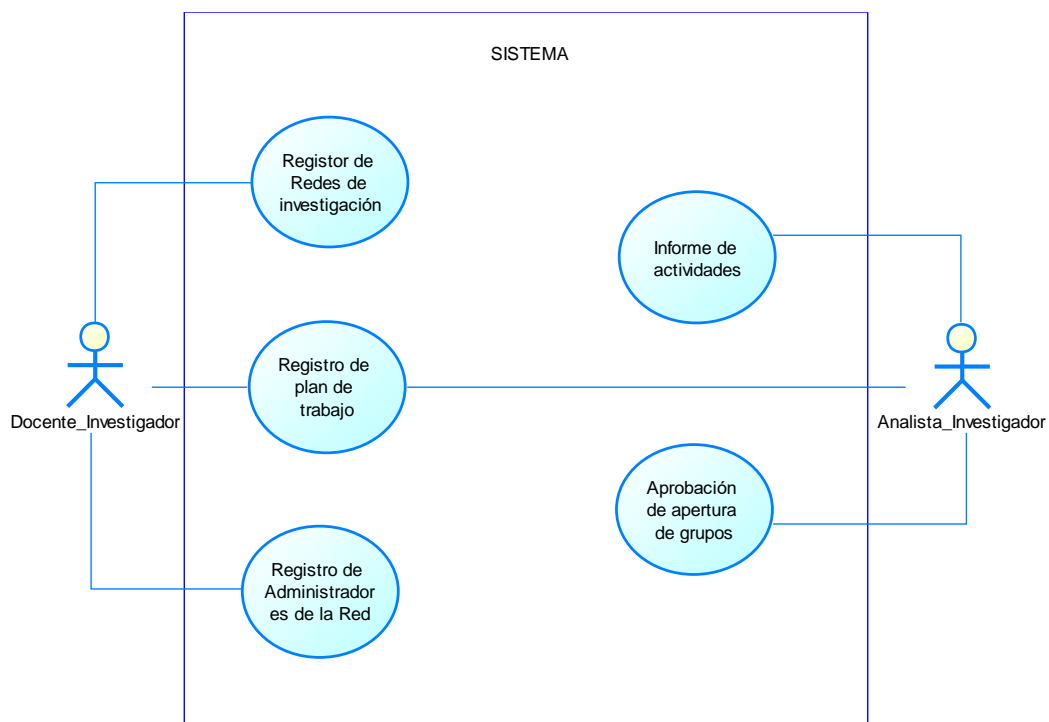 SISTEMA
Registor de
Redes de
investigación
Informe de
actividades
Registro de
plan de
trabajo
Docente_Investigador
Analista_Investigador
Aprobación
de apertura
de grupos
Registro de
Administrador
es de la Red